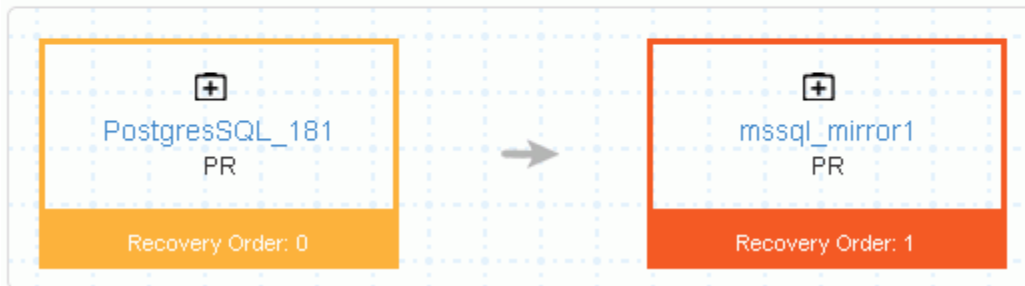 PostgresSQL_181
PR
Recovery Order: 0
mssql_mirror1
PR
Recovery Order: 1